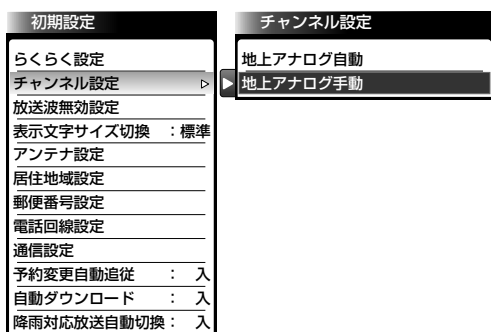 初期設定
らくらく設定
チャンネル設定
放送波無効設定
表示文字サイズ切換 :標準
アンテナ設定
居住地域設定
郵便番号設定
電話回線設定
通信設定
予約変更自動追従 : 入
自動ダウンロード : 入
降雨対応放送自動切換: 入
チャンネル設定
地上アナログ自動
地上アナログ手動